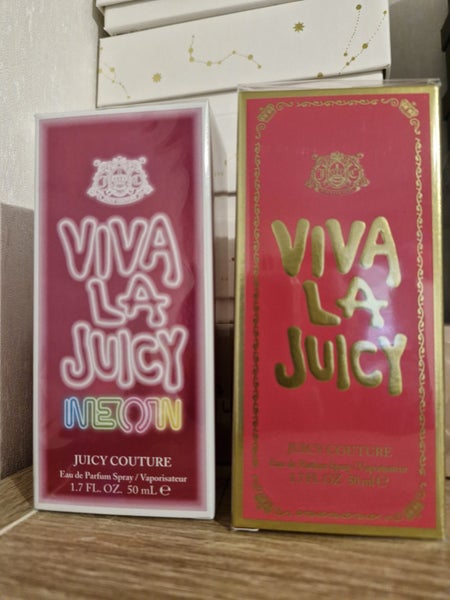 VIVA
LA
JUICY
NEON
JUICY COUTURE
Eau de Parfum Spray / Vaporisateur
1.7 FL. OZ. 50 mL e
VIVA
LA
JUICY
JUICY COUTURE
Eau de Parfum Spray / Vaporisateur
1.7 FL. OZ. 50 mL e